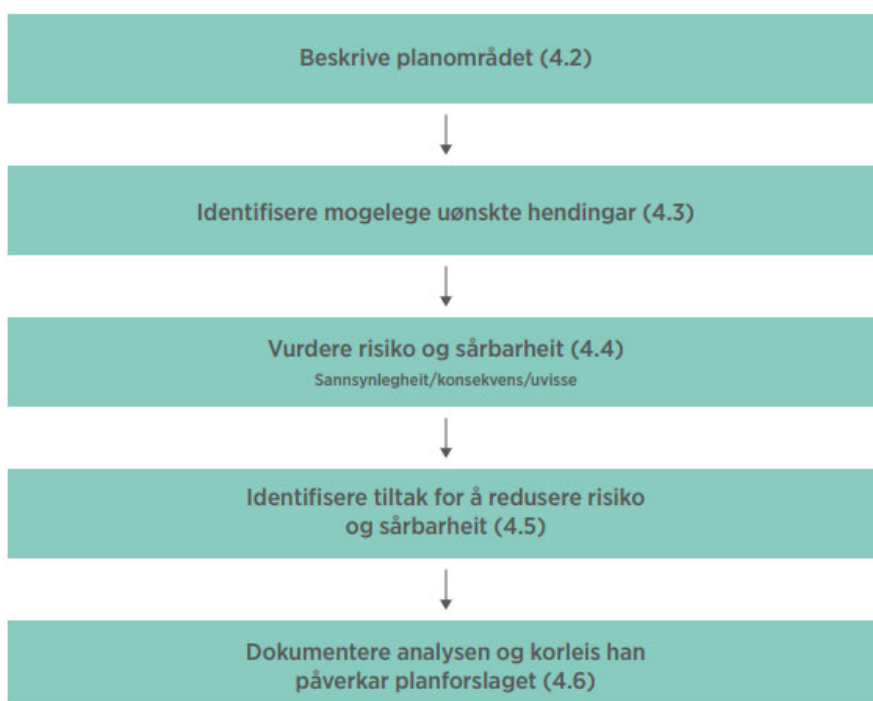 Beskrive planområdet (4.2)
Identifisere mogelege uønskte hendingar (4.3)
Vurdere risiko og sårbarheit (4.4)
Sannsynlegheit/konsekvens/uvisse
Identifisere tiltak for å redusere risiko
og sårbarheit (4.5)
Dokumentere analysen og korleis han
påverkar planforslaget (4.6)